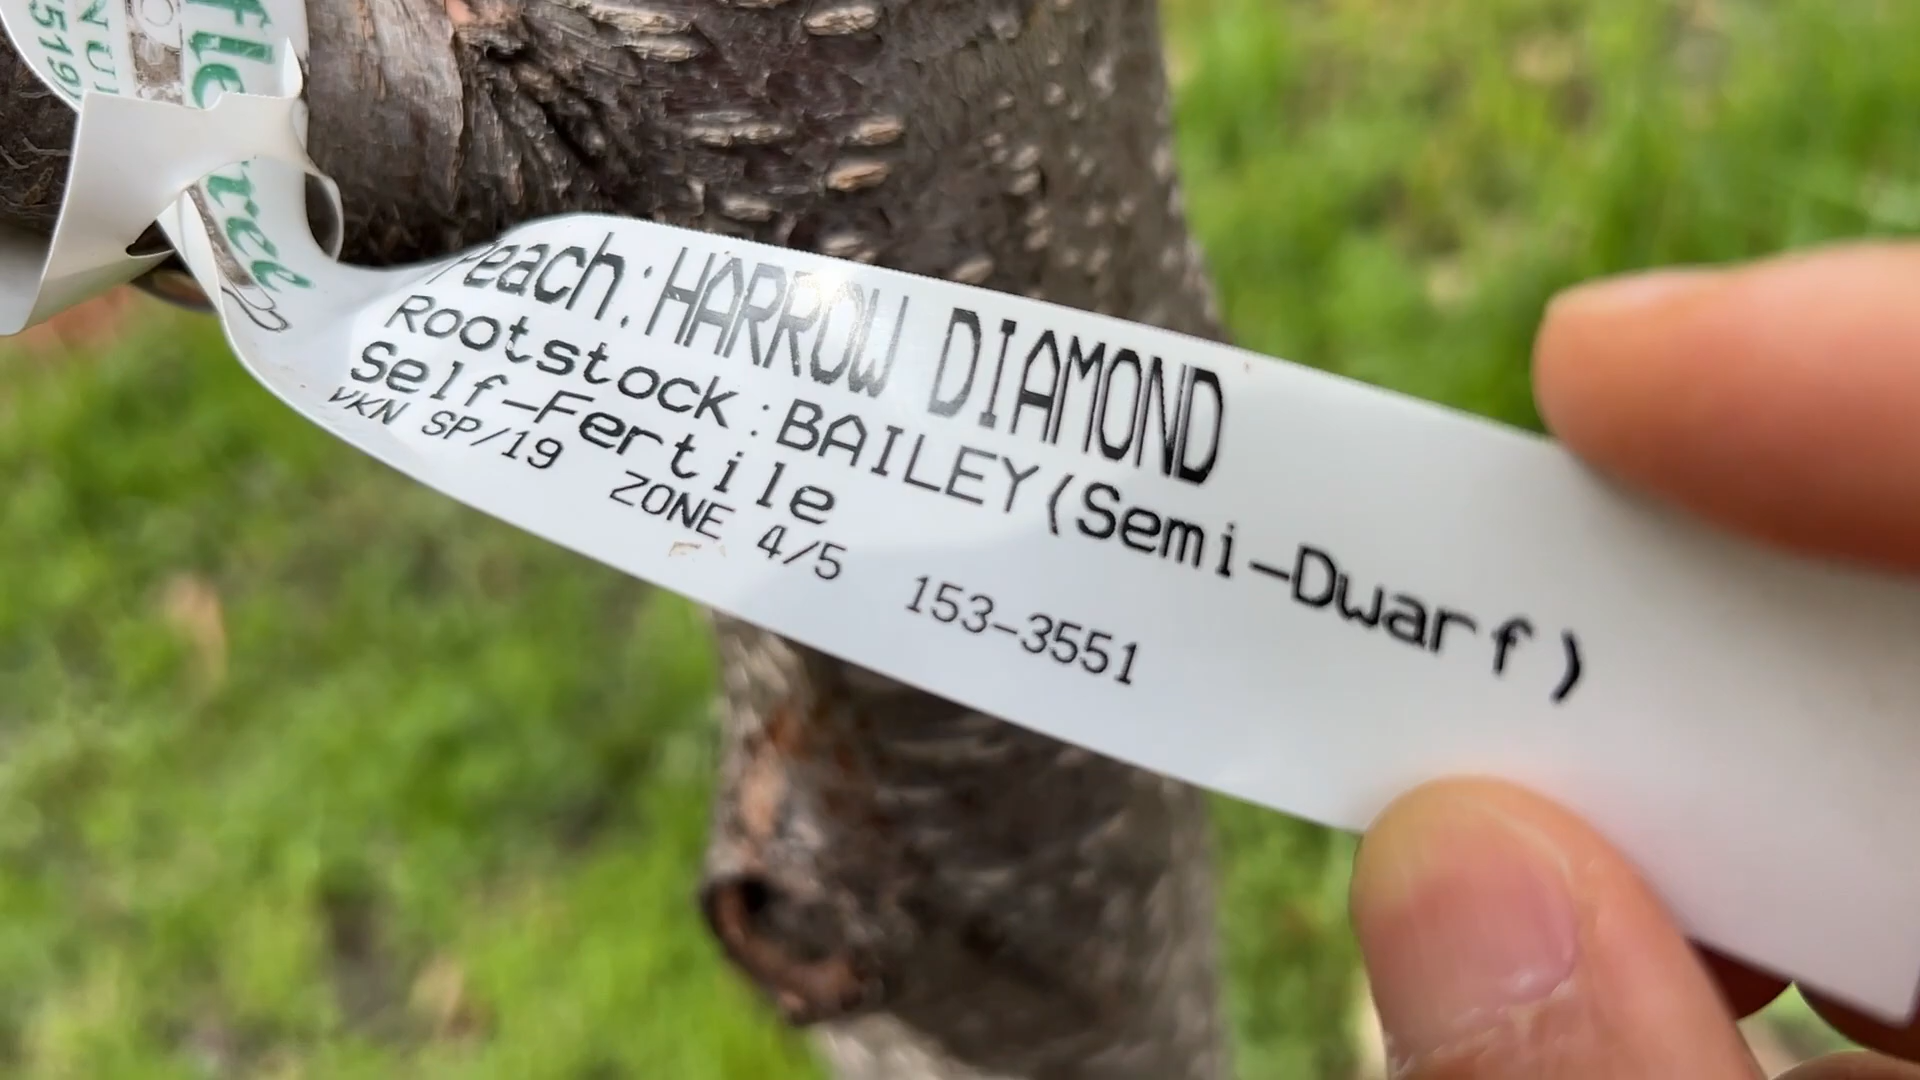 Peach:HARROW DIAMOND
Rootstock:BAILEY(Semi-Dwarf)
Self-Fertile
VKN SP/19 ZONE 4/5 153-3551